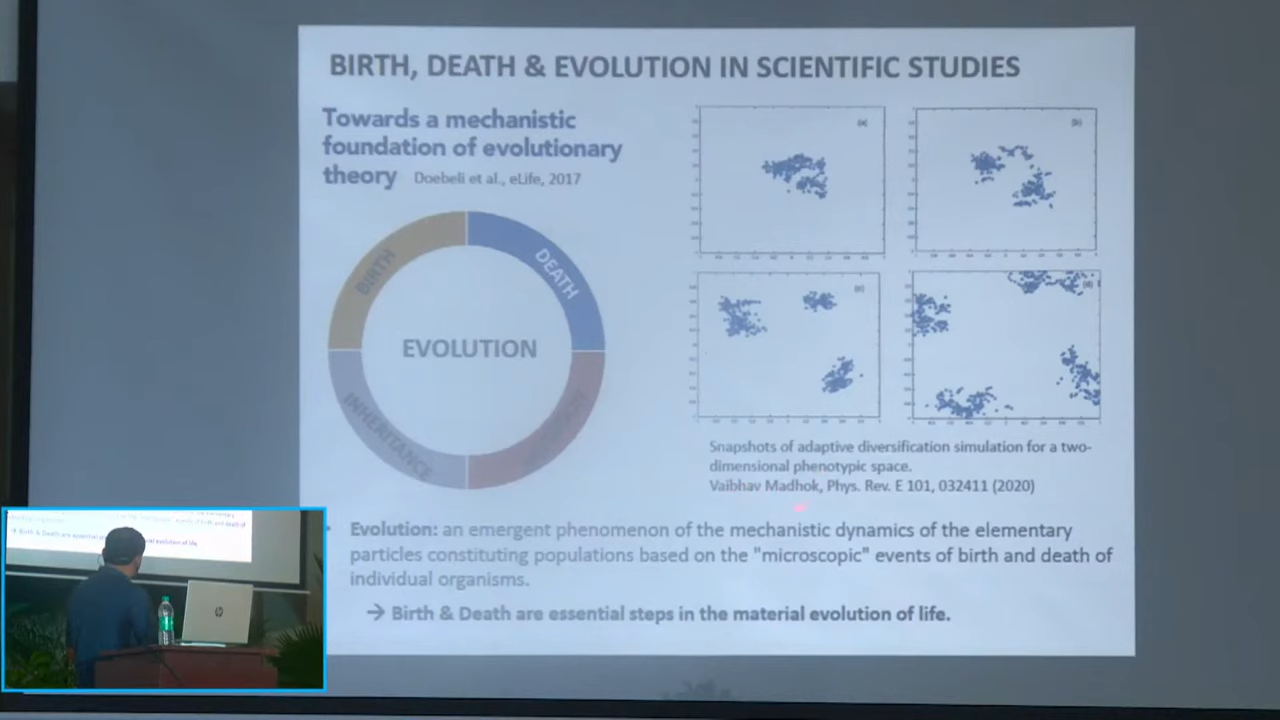 BIRTH, DEATH & EVOLUTION IN SCIENTIFIC STUDIES
Towards a mechanistic
foundation of evolutionary
theory Doebeli et al., eLife, 2017
BIRTH
DEATH
EVOLUTION
INHERITANCE
(a)
(b)
(c)
(d)
Snapshots of adaptive diversification simulation for a two-
dimensional phenotypic space.
Vaibhav Madhok, Phys. Rev. E 101, 032411 (2020)
Evolution: an emergent phenomenon of the mechanistic dynamics of the elementary
particles constituting populations based on the "microscopic" events of birth and death of
individual organisms.
→ Birth & Death are essential steps in the material evolution of life.
hp